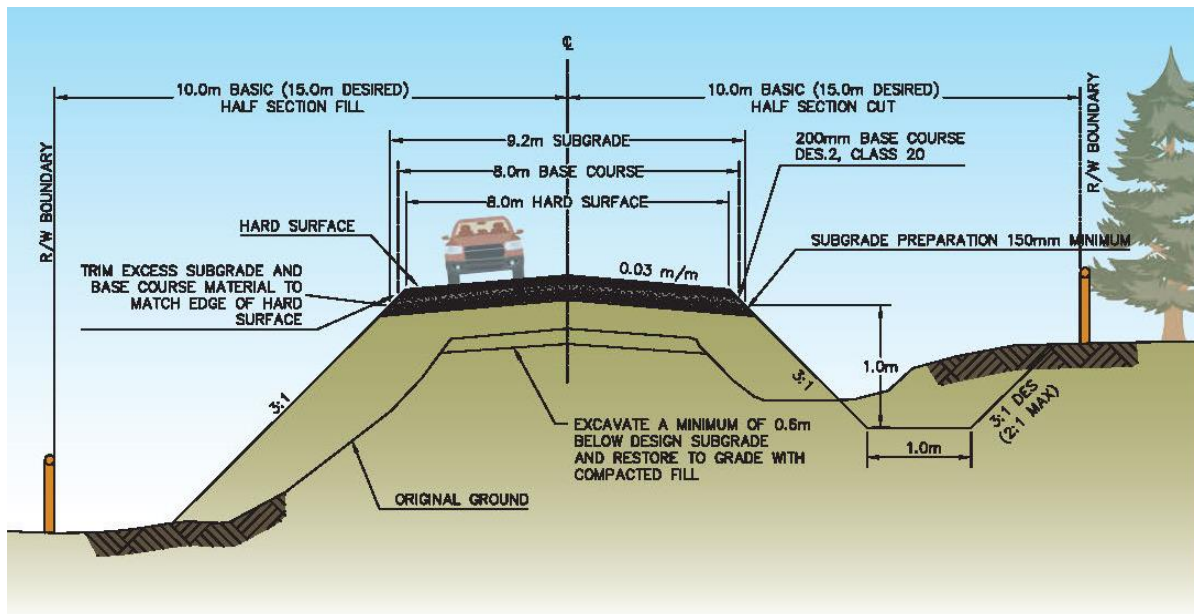 ℄
10.0m BASIC (15.0m DESIRED)
HALF SECTION FILL
10.0m BASIC (15.0m DESIRED)
HALF SECTION CUT
R/W BOUNDARY
R/W BOUNDARY
9.2m SUBGRADE
200mm BASE COURSE
DES.2, CLASS 20
8.0m BASE COURSE
8.0m HARD SURFACE
HARD SURFACE
SUBGRADE PREPARATION 150mm MINIMUM
TRIM EXCESS SUBGRADE AND
BASE COURSE MATERIAL TO
MATCH EDGE OF HARD
SURFACE
0.03 m/m
3:1
3:1
1.0m
3:1 DES
(2:1 MAX)
EXCAVATE A MINIMUM OF 0.6m
BELOW DESIGN SUBGRADE
AND RESTORE TO GRADE WITH
COMPACTED FILL
1.0m
ORIGINAL GROUND